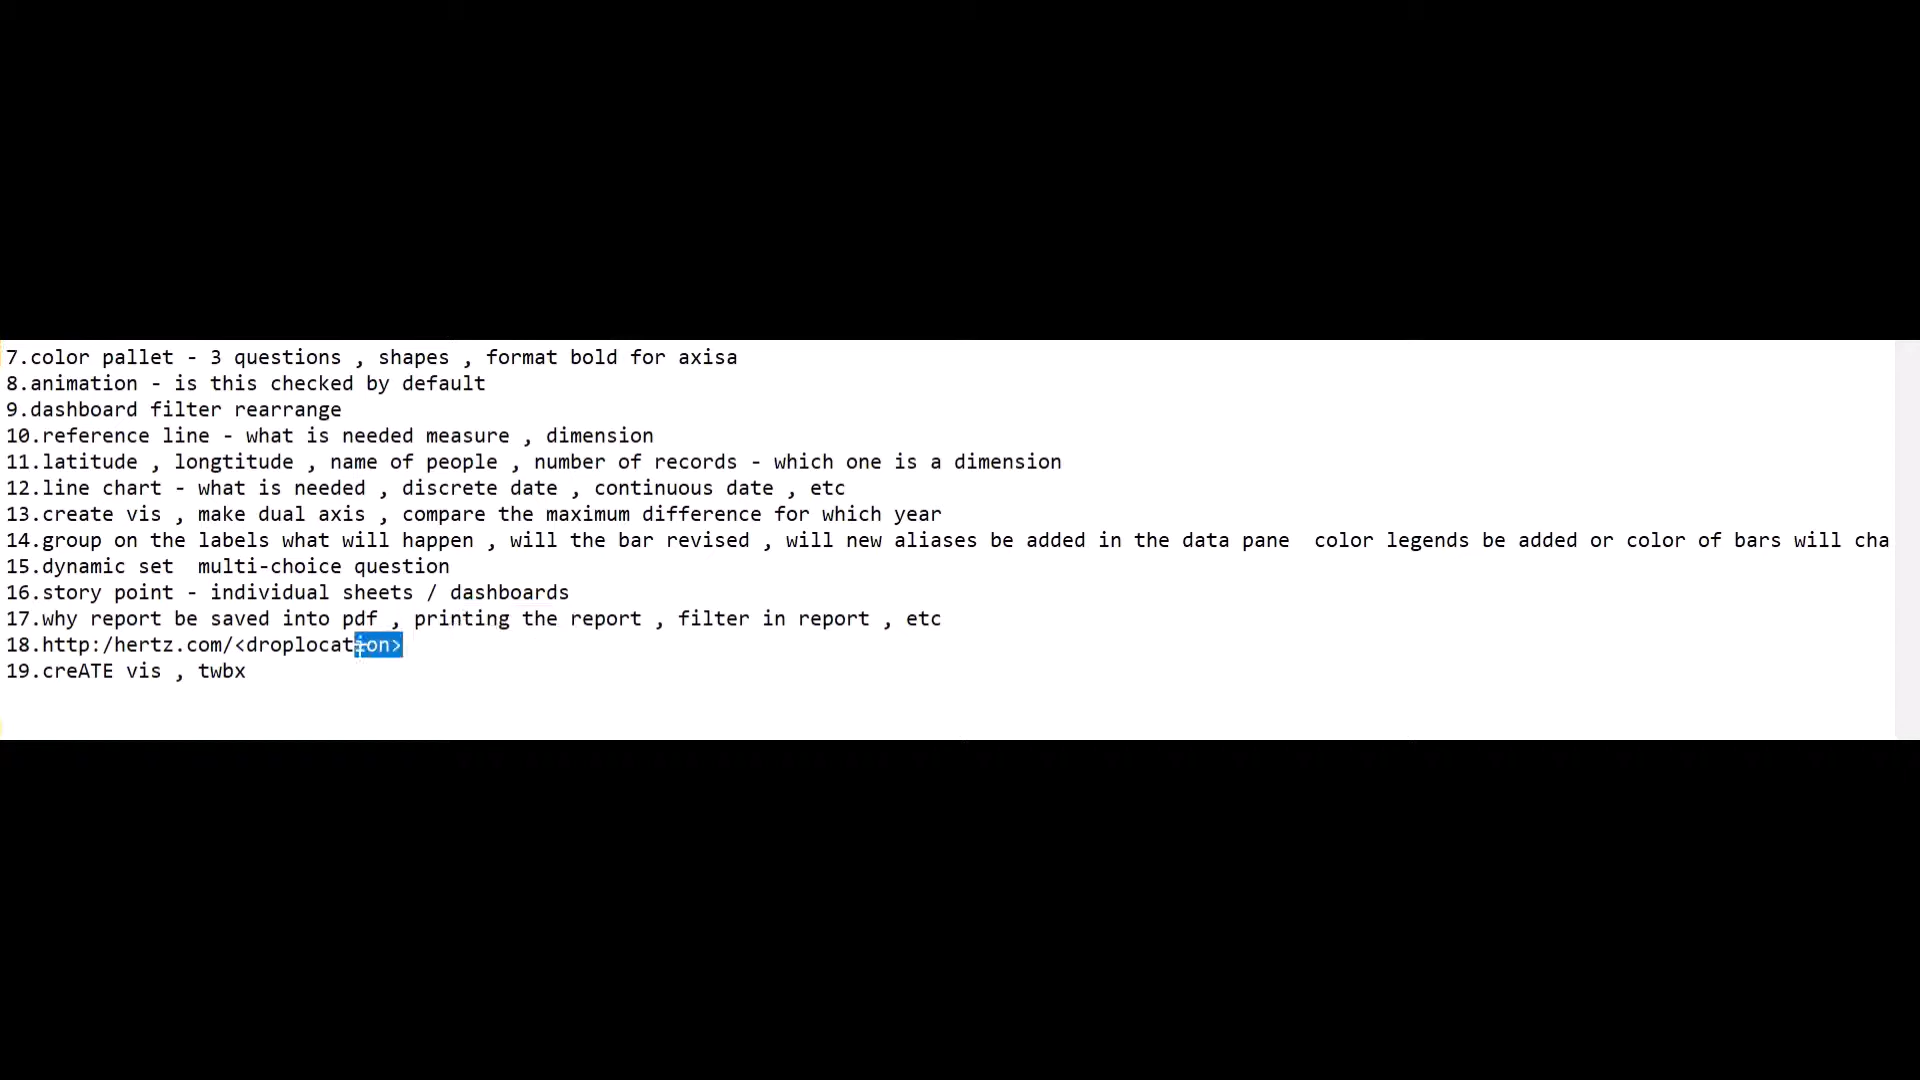 7.color pallet - 3 questions , shapes , format bold for axisa
8.animation - is this checked by default
9.dashboard filter rearrange
10.reference line - what is needed measure , dimension
11.latitude , longtitude , name of people , number of records - which one is a dimension
12.line chart - what is needed , discrete date , continuous date , etc
13.create vis , make dual axis , compare the maximum difference for which year
14.group on the labels what will happen , will the bar revised , will new aliases be added in the data pane  color legends be added or color of bars will cha
15.dynamic set  multi-choice question
16.story point - individual sheets / dashboards
17.why report be saved into pdf , printing the report , filter in report , etc
18.http:/hertz.com/<droplocation>
19.creATE vis , twbx